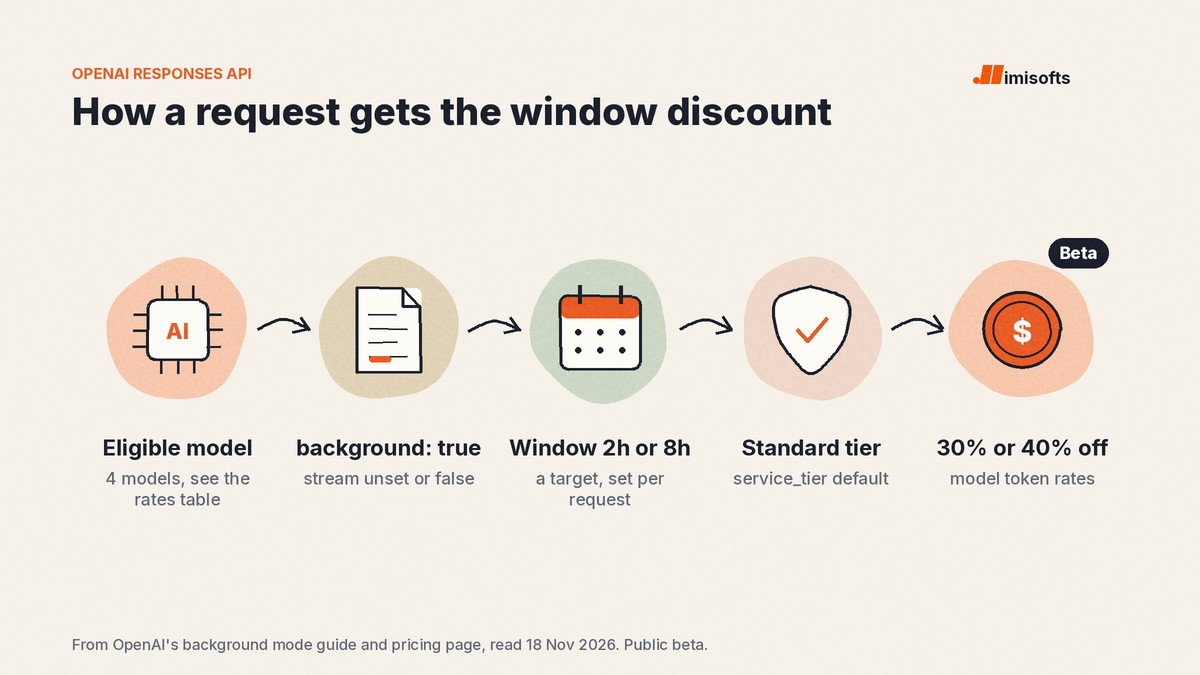 OPENAI RESPONSES API
imisofts
How a request gets the window discount
Beta
AI
$
Eligible model
4 models, see the
rates table
background: true
stream unset or false
Window 2h or 8h
a target, set per
request
Standard tier
service_tier default
30% or 40% off
model token rates
From OpenAI's background mode guide and pricing page, read 18 Nov 2026. Public beta.